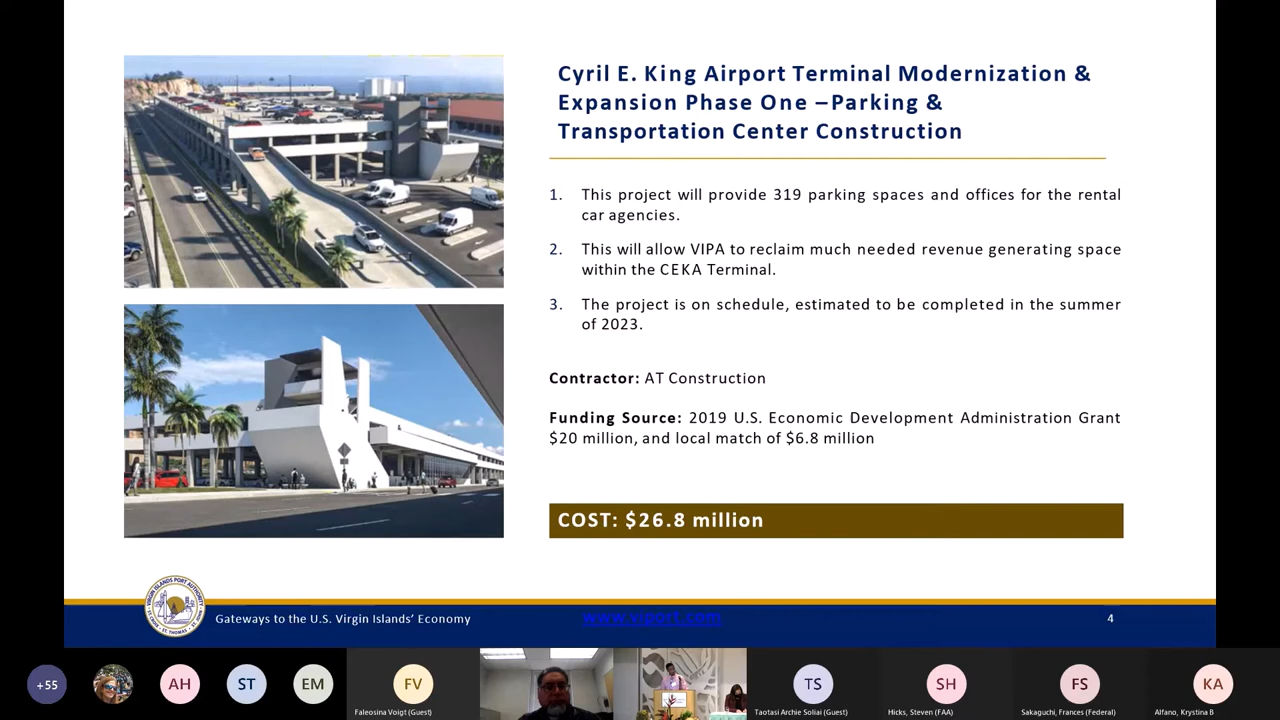 Cyril E. King Airport Terminal Modernization &
Expansion Phase One –Parking &
Transportation Center Construction
1. This project will provide 319 parking spaces and offices for the rental
car agencies.
2. This will allow VIPA to reclaim much needed revenue generating space
within the CEKA Terminal.
3. The project is on schedule, estimated to be completed in the summer
of 2023.
Contractor: AT Construction
Funding Source: 2019 U.S. Economic Development Administration Grant
$20 million, and local match of $6.8 million
COST: $26.8 million
VIRGIN ISLANDS PORT AUTHORITY
ST. THOMAS
Gateways to the U.S. Virgin Islands’ Economy
www.viport.com
4
+55
AH
ST
EM
FV
Faleosina Voigt (Guest)
TS
Taotasi Archie Soliai (Guest)
SH
Hicks, Steven (FAA)
FS
Sakaguchi, Frances (Federal)
KA
Alfano, Krystina B